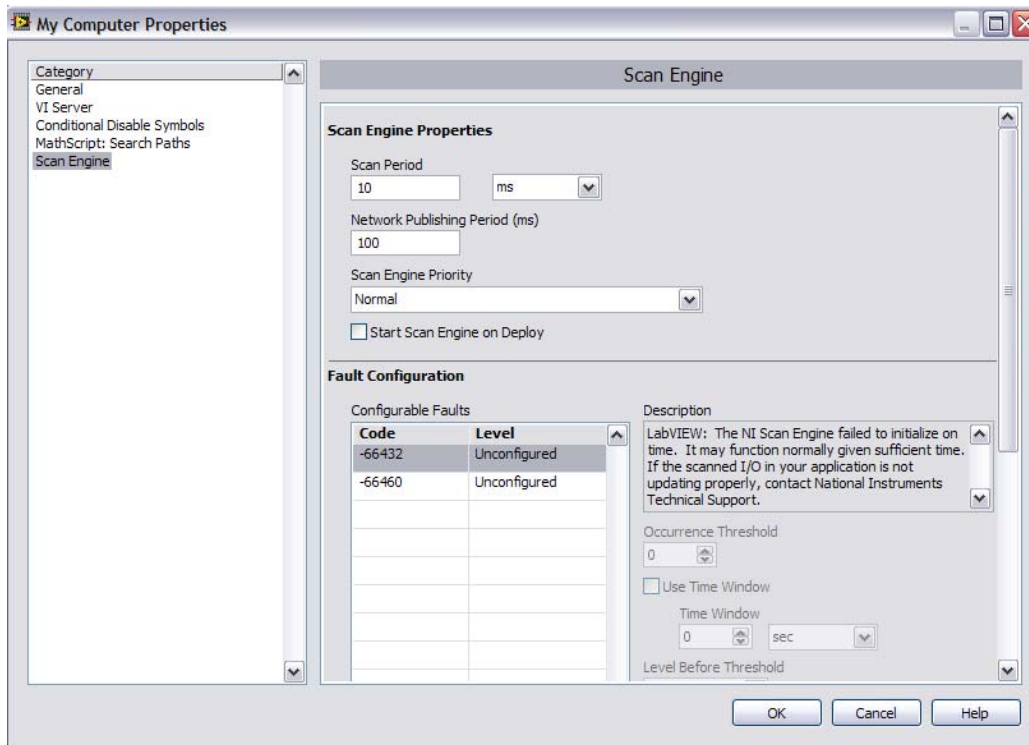 My Computer Properties
Category
General
VI Server
Conditional Disable Symbols
MathScript: Search Paths
Scan Engine
Scan Engine
Scan Engine Properties
Scan Period
10 ms
Network Publishing Period (ms)
100
Scan Engine Priority
Normal
Start Scan Engine on Deploy
Fault Configuration
Configurable Faults
Code Level
-66432 Unconfigured
-66460 Unconfigured
Description
LabVIEW: The NI Scan Engine failed to initialize on
time. It may function normally given sufficient time.
If the scanned I/O in your application is not
updating properly, contact National Instruments
Technical Support.
Occurrence Threshold
0
Use Time Window
Time Window
0 sec
Level Before Threshold
OK Cancel Help